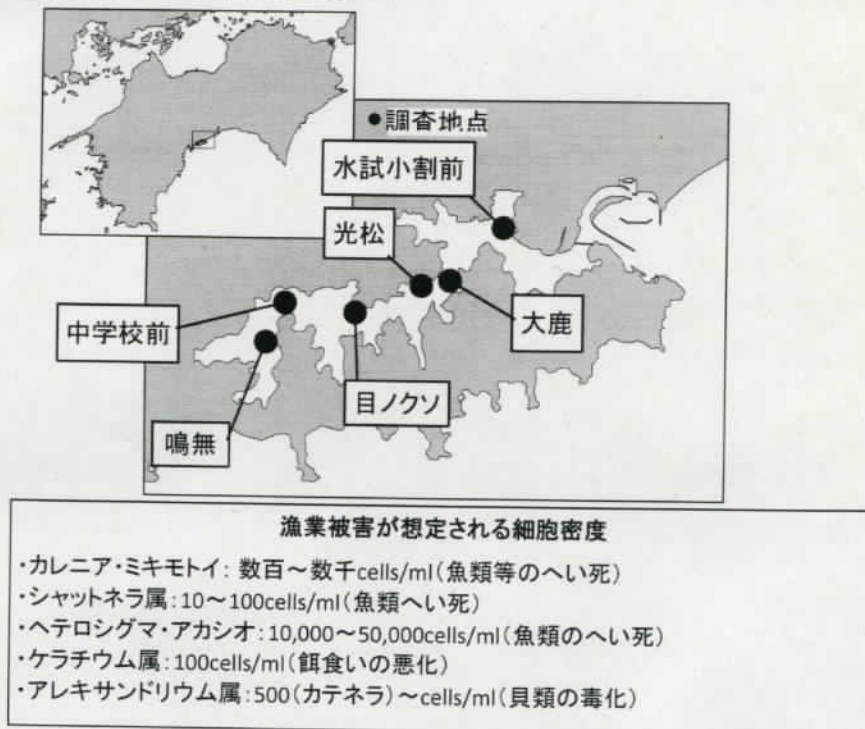 ●調査地点
水試小割前
光松
中学校前
大鹿
目ノクソ
鳴無
漁業被害が想定される細胞密度
・カレニア・ミキモトイ: 数百～数千cells/ml(魚類等のへい死)
・シャットネラ属:10～100cells/ml(魚類へい死)
・ヘテロシグマ・アカシオ:10,000～50,000cells/ml(魚類のへい死)
・ケラチウム属:100cells/ml(餌食いの悪化)
・アレキサンドリウム属:500(カテネラ)～cells/ml(貝類の毒化)